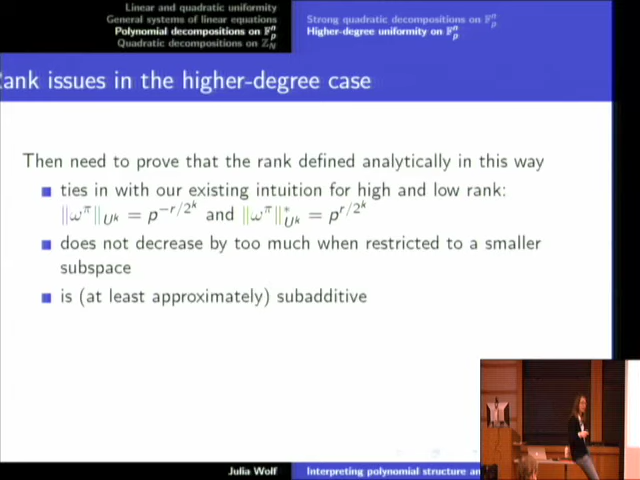 Linear and quadratic uniformity
General systems of linear equations
Polynomial decompositions on 𝔽ₚⁿ
Quadratic decompositions on ℤ_N
Strong quadratic decompositions on 𝔽ₚⁿ
Higher-degree uniformity on 𝔽ₚⁿ
ank issues in the higher-degree case
Then need to prove that the rank defined analytically in this way
ties in with our existing intuition for high and low rank:
‖ω^π‖_{U^k} = p^{-r/2^k} and ‖ω^π‖*_{U^k} = p^{r/2^k}
does not decrease by too much when restricted to a smaller
subspace
is (at least approximately) subadditive
Julia Wolf
Interpreting polynomial structure an